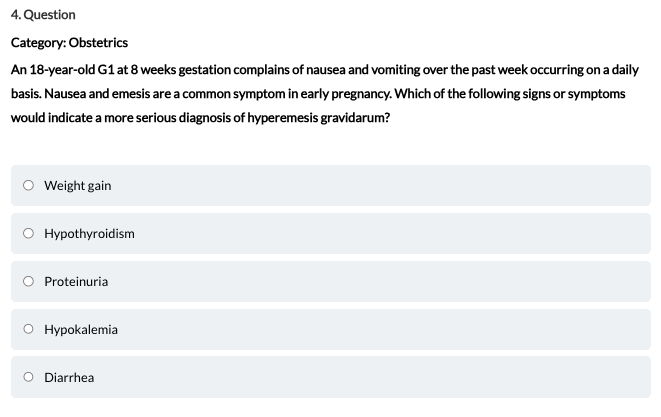 4. Question
Category: Obstetrics
An 18-year-old G1 at 8 weeks gestation complains of nausea and vomiting over the past week occurring on a daily
basis. Nausea and emesis are a common symptom in early pregnancy. Which of the following signs or symptoms
would indicate a more serious diagnosis of hyperemesis gravidarum?
Weight gain
Hypothyroidism
Proteinuria
Hypokalemia
Diarrhea